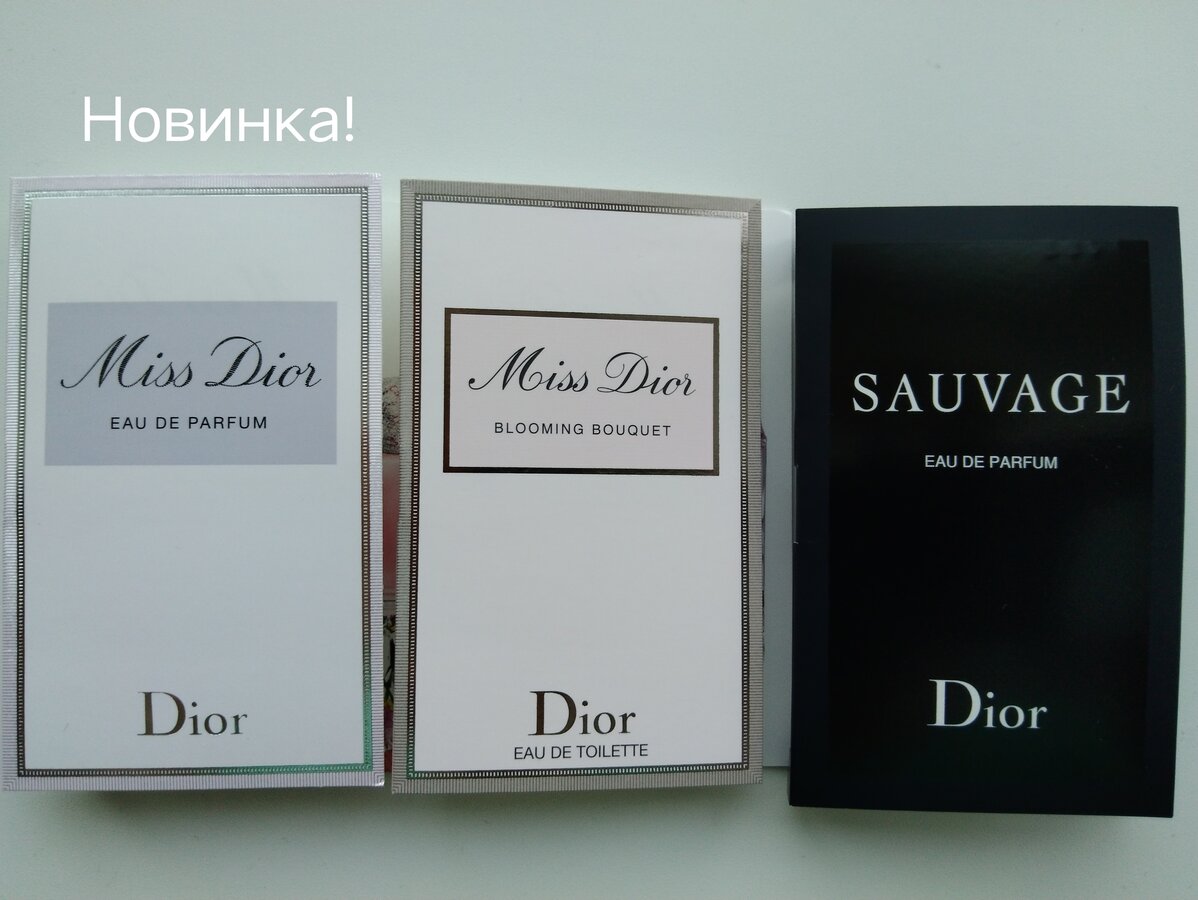 Новинка!
Miss Dior
EAU DE PARFUM
Dior
Miss Dior
BLOOMING BOUQUET
Dior
EAU DE TOILETTE
SAUVAGE
EAU DE PARFUM
Dior